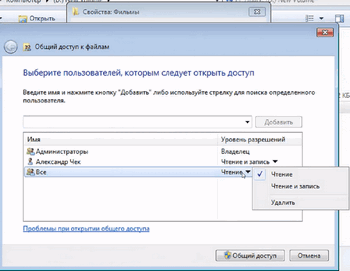 Компьютер
New Volume
Открыть
Свойства: Фильмы
Общий доступ к файлам
Выберите пользователей, которым следует открыть доступ
Введите имя и нажмите кнопку "Добавить" либо используйте стрелку для поиска определенного
пользователя.
Добавить
Имя Уровень разрешений
Администраторы Владелец
Александр Чек Чтение и запись
Все Чтение
Чтение
Чтение и запись
Удалить
Проблемы при открытии общего доступа
Общий доступ Отмена